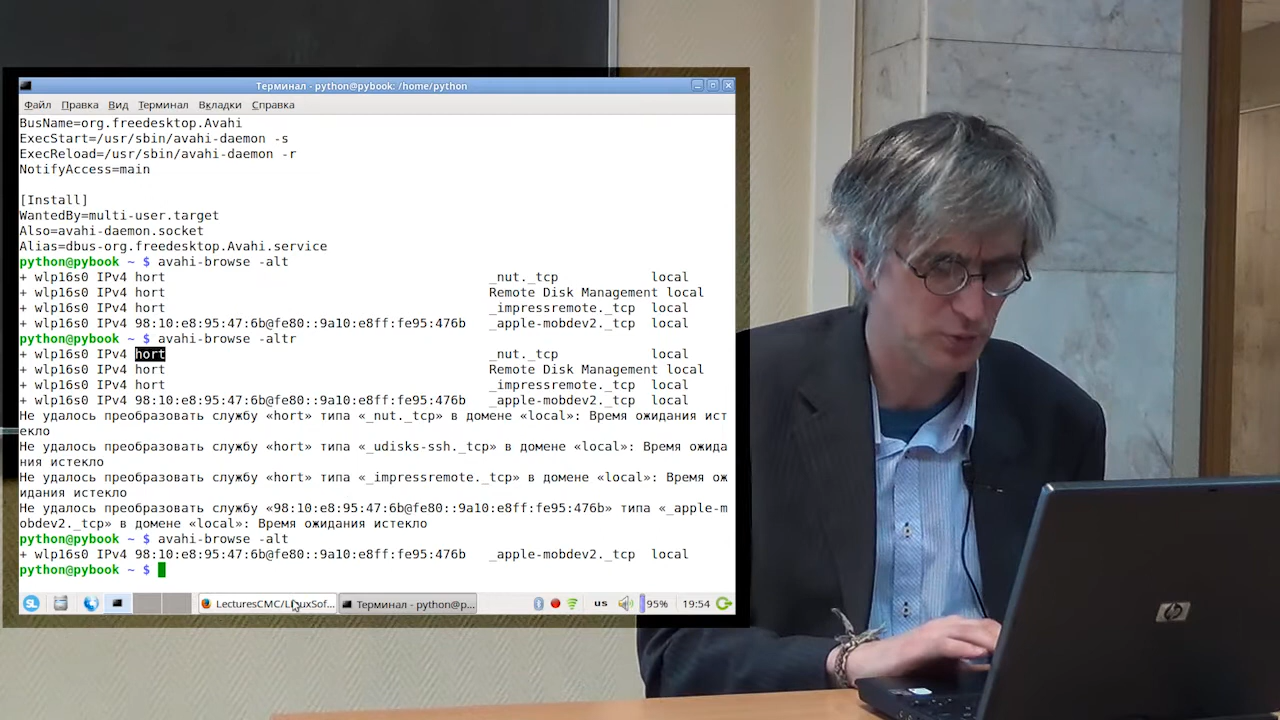 Терминал - python@pybook: /home/python
Файл Правка Вид Терминал Вкладки Справка
BusName=org.freedesktop.Avahi
ExecStart=/usr/sbin/avahi-daemon -s
ExecReload=/usr/sbin/avahi-daemon -r
NotifyAccess=main
[Install]
WantedBy=multi-user.target
Also=avahi-daemon.socket
Alias=dbus-org.freedesktop.Avahi.service
python@pybook ~ $ avahi-browse -alt
+ wlp16s0 IPv4 hort _nut._tcp local
+ wlp16s0 IPv4 hort Remote Disk Management local
+ wlp16s0 IPv4 hort _impressremote._tcp local
+ wlp16s0 IPv4 98:10:e8:95:47:6b@fe80::9a10:e8ff:fe95:476b _apple-mobdev2._tcp local
python@pybook ~ $ avahi-browse -altr
+ wlp16s0 IPv4 hort _nut._tcp local
+ wlp16s0 IPv4 hort Remote Disk Management local
+ wlp16s0 IPv4 hort _impressremote._tcp local
+ wlp16s0 IPv4 98:10:e8:95:47:6b@fe80::9a10:e8ff:fe95:476b _apple-mobdev2._tcp local
Не удалось преобразовать службу «hort» типа «_nut._tcp» в домене «local»: Время ожидания ист
екло
Не удалось преобразовать службу «hort» типа «_udisks-ssh._tcp» в домене «local»: Время ожида
ния истекло
Не удалось преобразовать службу «hort» типа «_impressremote._tcp» в домене «local»: Время ож
идания истекло
Не удалось преобразовать службу «98:10:e8:95:47:6b@fe80::9a10:e8ff:fe95:476b» типа «_apple-m
obdev2._tcp» в домене «local»: Время ожидания истекло
python@pybook ~ $ avahi-browse -alt
+ wlp16s0 IPv4 98:10:e8:95:47:6b@fe80::9a10:e8ff:fe95:476b _apple-mobdev2._tcp local
python@pybook ~ $
SL LecturesCMC/LinuxSof... Терминал - python@p... us 95% 19:54
hp